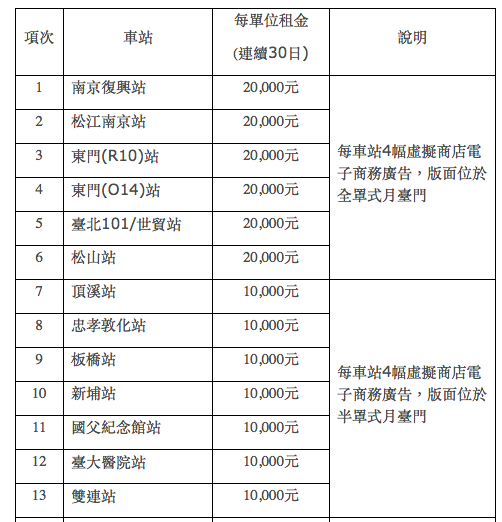 項次 車站 每單位租金 說明
(連續30日)
1 南京復興站 20,000元
2 松江南京站 20,000元
3 東門(R10)站 20,000元
4 東門(O14)站 20,000元
5 臺北101/世貿站 20,000元
6 松山站 20,000元
每車站4幅虛擬商店電
子商務廣告，版面位於
全罩式月臺門
7 頂溪站 10,000元
8 忠孝敦化站 10,000元
9 板橋站 10,000元
10 新埔站 10,000元
11 國父紀念館站 10,000元
12 臺大醫院站 10,000元
13 雙連站 10,000元
每車站4幅虛擬商店電
子商務廣告，版面位於
半罩式月臺門